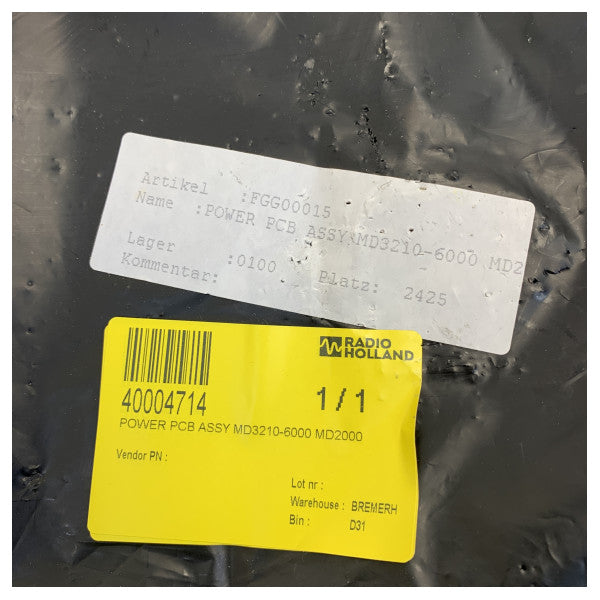 Artikel :FGG00015
Name :POWER PCB ASSY MD3210-6000 MD2
Lager :0100 Platz: 2425
Kommentar:
RADIO
HOLLAND
40004714 1 / 1
POWER PCB ASSY MD3210-6000 MD2000
Vendor PN :
Lot nr :
Warehouse : BREMERH
Bin : D31